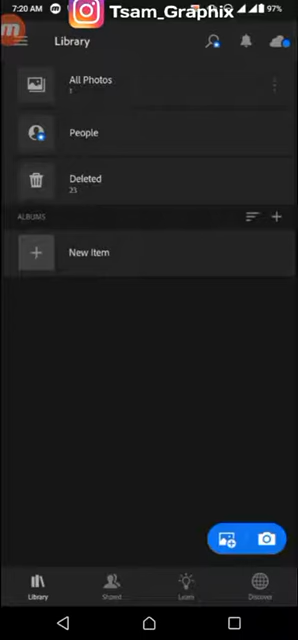 7:20 AM
97%
Tsam_Graphix
Library
All Photos
People
Deleted
23
ALBUMS
New Item
Library
Shared
Learn
Discover